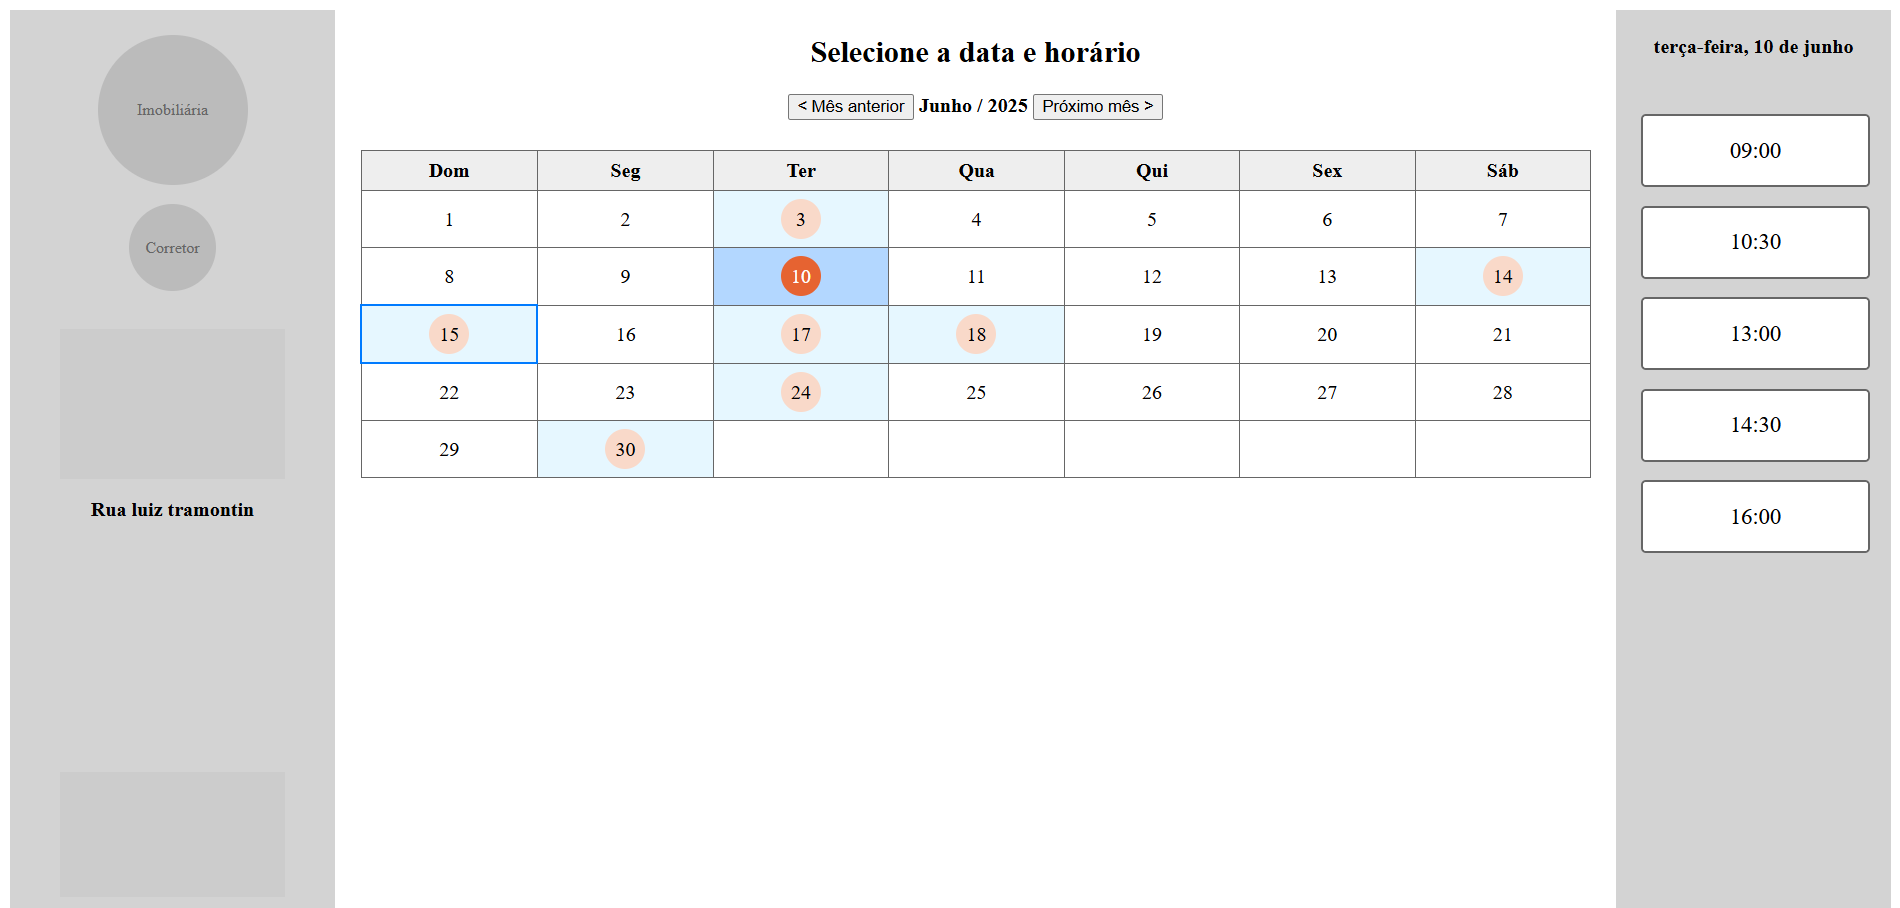 Imobiliária
Corretor
Rua luiz tramontin
Selecione a data e horário
< Mês anterior Junho / 2025 Próximo mês >
Dom Seg Ter Qua Qui Sex Sáb
1 2 3 4 5 6 7
8 9 10 11 12 13 14
15 16 17 18 19 20 21
22 23 24 25 26 27 28
29 30
terça-feira, 10 de junho
09:00
10:30
13:00
14:30
16:00